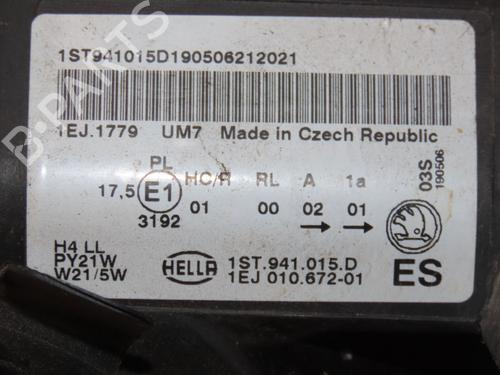 1ST941015D190506212021
1EJ.1779 UM7 Made in Czech Republic
PL HC/R RL A 1a
17,5 E1 01 00 02 01
3192
03S
190506
H4 LL
PY21W
W21/5W
HELLA
1ST.941.015.D
1EJ 010.672-01
ES
B-PARTS